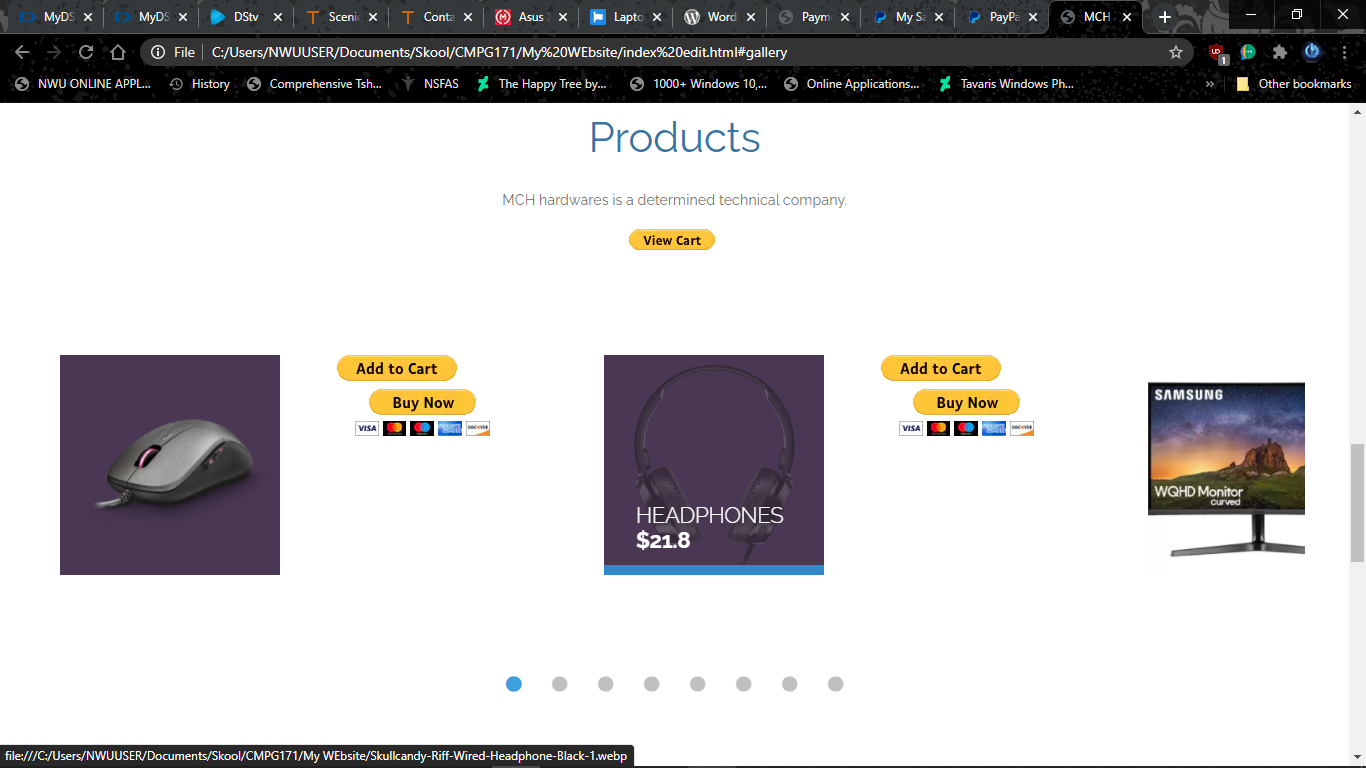 MyDS
MyDS
DStv
Scenic
Conta
Asus X
Lapto
Word
Paym
My Sa
PayPa
MCH
File
C:/Users/NWUUSER/Documents/Skool/CMPG171/My%20WEbsite/index%20edit.html#gallery
1
NWU ONLINE APPL...
History
Comprehensive Tsh...
NSFAS
The Happy Tree by...
1000+ Windows 10,...
Online Applications...
Tavaris Windows Ph...
»
Other bookmarks
Products
MCH hardwares is a determined technical company.
View Cart
Add to Cart
Buy Now
VISA
DISCOVER
HEADPHONES
$21.8
Add to Cart
Buy Now
VISA
DISCOVER
SAMSUNG
WQHD Monitor
curved
file:///C:/Users/NWUUSER/Documents/Skool/CMPG171/My WEbsite/Skullcandy-Riff-Wired-Headphone-Black-1.webp